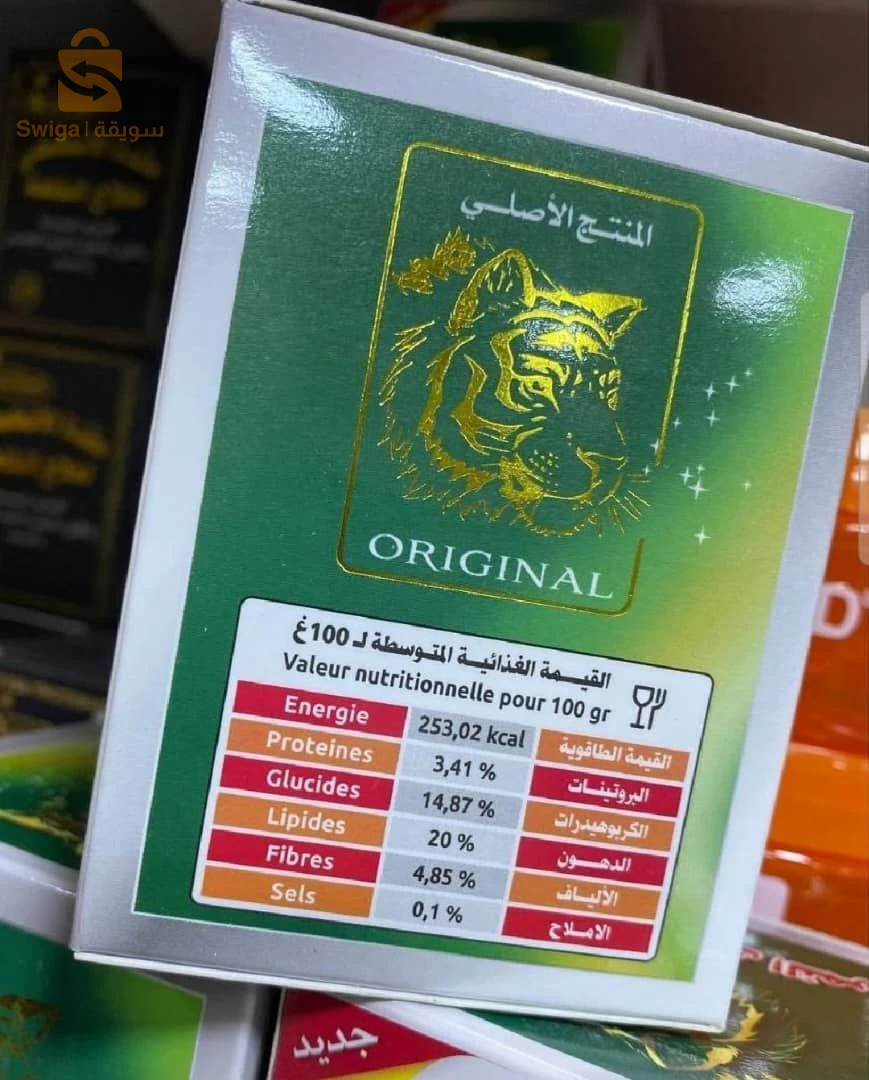 Swiga | سويقة
المنتج الأصلي
ORIGINAL
القيمة الغذائية المتوسطة لـ 100 غ
Valeur nutritionnelle pour 100 gr
Energie 253,02 kcal القيمة الطاقوية
Proteines 3,41 % البروتينات
Glucides 14,87 % الكربوهيدرات
Lipides 20 % الدهون
Fibres 4,85 % الألياف
Sels 0,1 % الاملاح
جديد